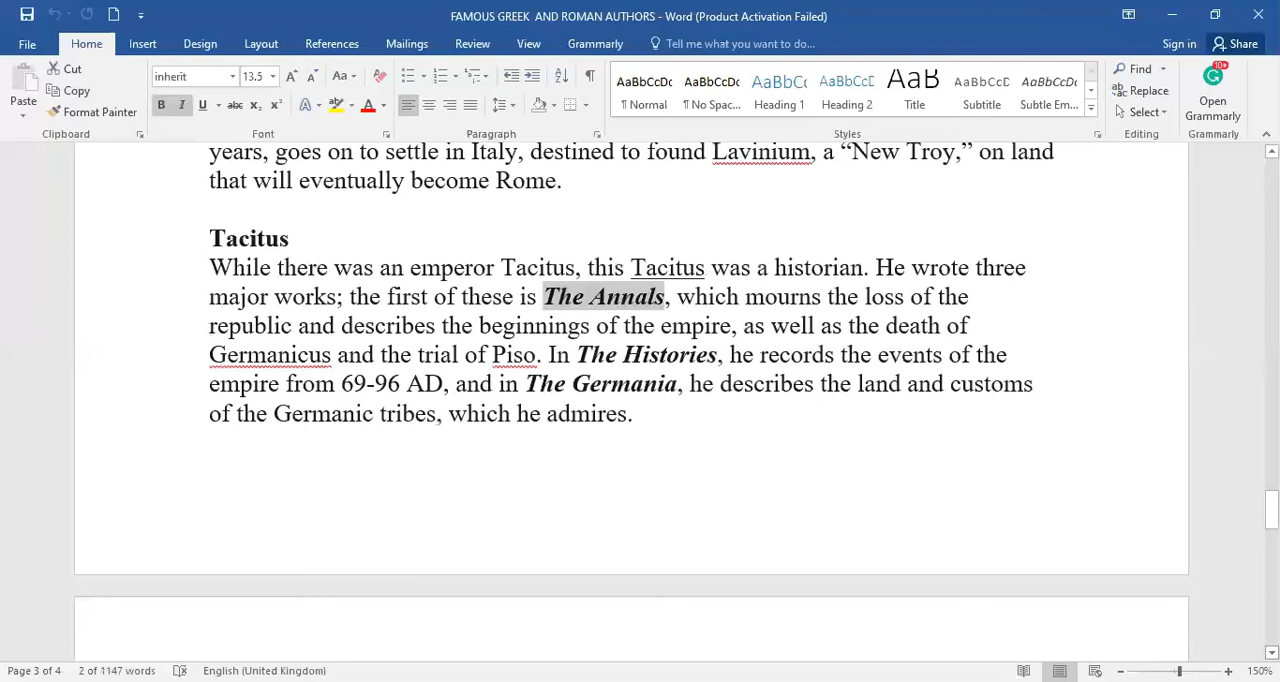 FAMOUS GREEK  AND ROMAN AUTHORS - Word (Product Activation Failed)
File Home Insert Design Layout References Mailings Review View Grammarly Tell me what you want to do... Sign in Share
Paste Cut Copy Format Painter
Clipboard
inherit 13.5
Font
Paragraph
AaBbCcDc ¶ Normal
AaBbCcDc ¶ No Spac...
AaBbC Heading 1
AaBbCcE Heading 2
AaB Title
AaBbCcD Subtitle
AaBbCcDt Subtle Em...
Styles
Find
Replace
Select
Editing
Open Grammarly
10+
Grammarly
years, goes on to settle in Italy, destined to found Lavinium, a “New Troy,” on land
that will eventually become Rome.
Tacitus
While there was an emperor Tacitus, this Tacitus was a historian. He wrote three
major works; the first of these is The Annals, which mourns the loss of the
republic and describes the beginnings of the empire, as well as the death of
Germanicus and the trial of Piso. In The Histories, he records the events of the
empire from 69-96 AD, and in The Germania, he describes the land and customs
of the Germanic tribes, which he admires.
Page 3 of 4 2 of 1147 words English (United Kingdom) 150%